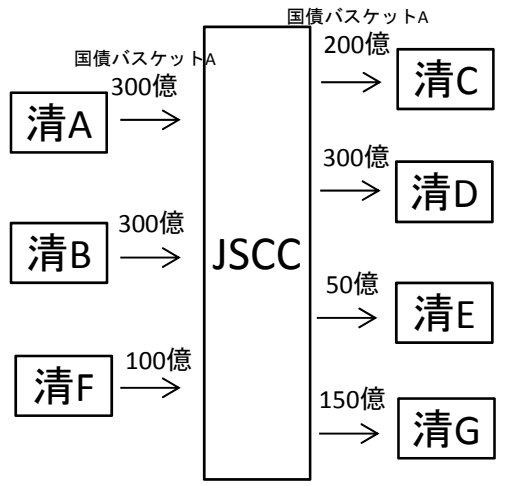 国債バスケットA
国債バスケットA
300億
200億
清A
清C
300億
300億
清D
清B
JSCC
50億
清E
100億
清F
150億
清G